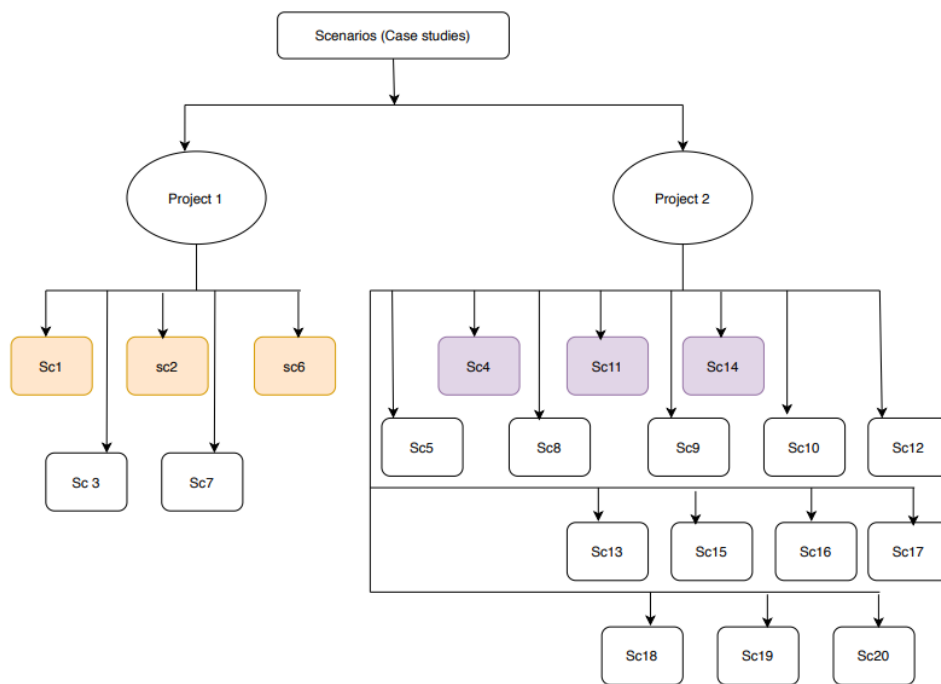 Scenarios (Case studies)
Project 1
Project 2
Sc1
sc2
sc6
Sc4
Sc11
Sc14
Sc5
Sc8
Sc9
Sc10
Sc12
Sc 3
Sc7
Sc13
Sc15
Sc16
Sc17
Sc18
Sc19
Sc20